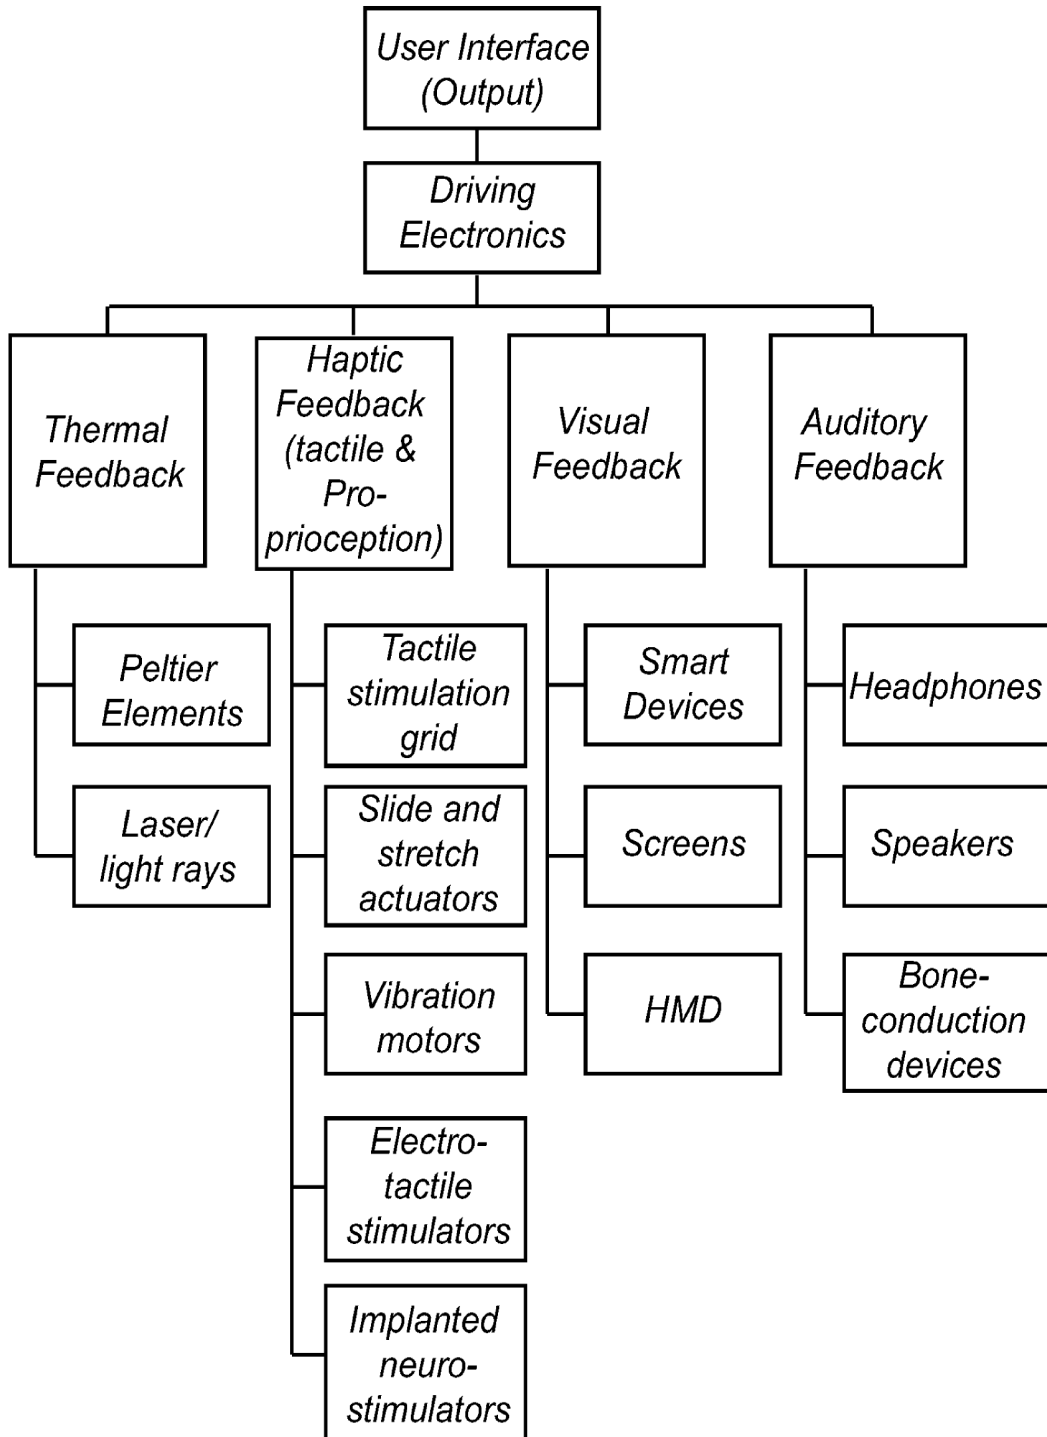 User Interface
(Output)
Driving
Electronics
Thermal
Feedback
Haptic
Feedback
(tactile &
Pro-
prioception)
Visual
Feedback
Auditory
Feedback
Peltier
Elements
Laser/
light rays
Tactile
stimulation
grid
Slide and
stretch
actuators
Vibration
motors
Electro-
tactile
stimulators
Implanted
neuro-
stimulators
Smart
Devices
Screens
HMD
Headphones
Speakers
Bone-
conduction
devices